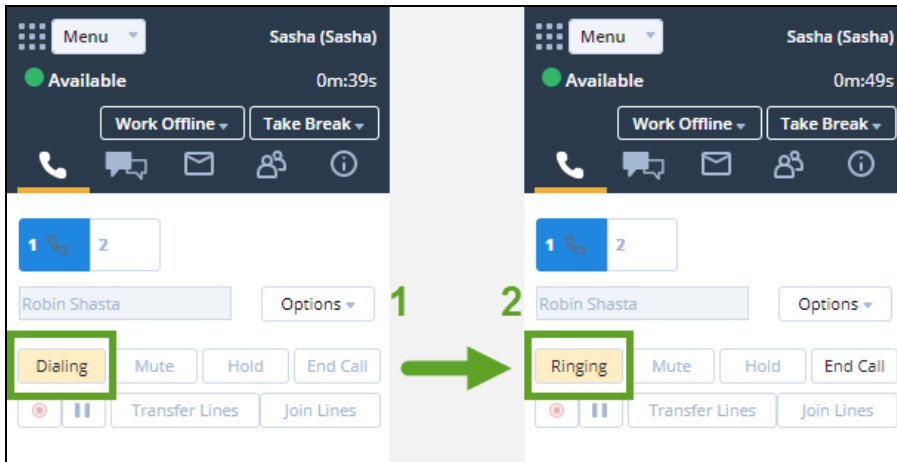 Menu Sasha (Sasha)
Available 0m:39s
Work Offline Take Break
1 2
Robin Shasta Options
Dialing Mute Hold End Call
Transfer Lines Join Lines
1
2
Menu Sasha (Sasha)
Available 0m:49s
Work Offline Take Break
1 2
Robin Shasta Options
Ringing Mute Hold End Call
Transfer Lines Join Lines